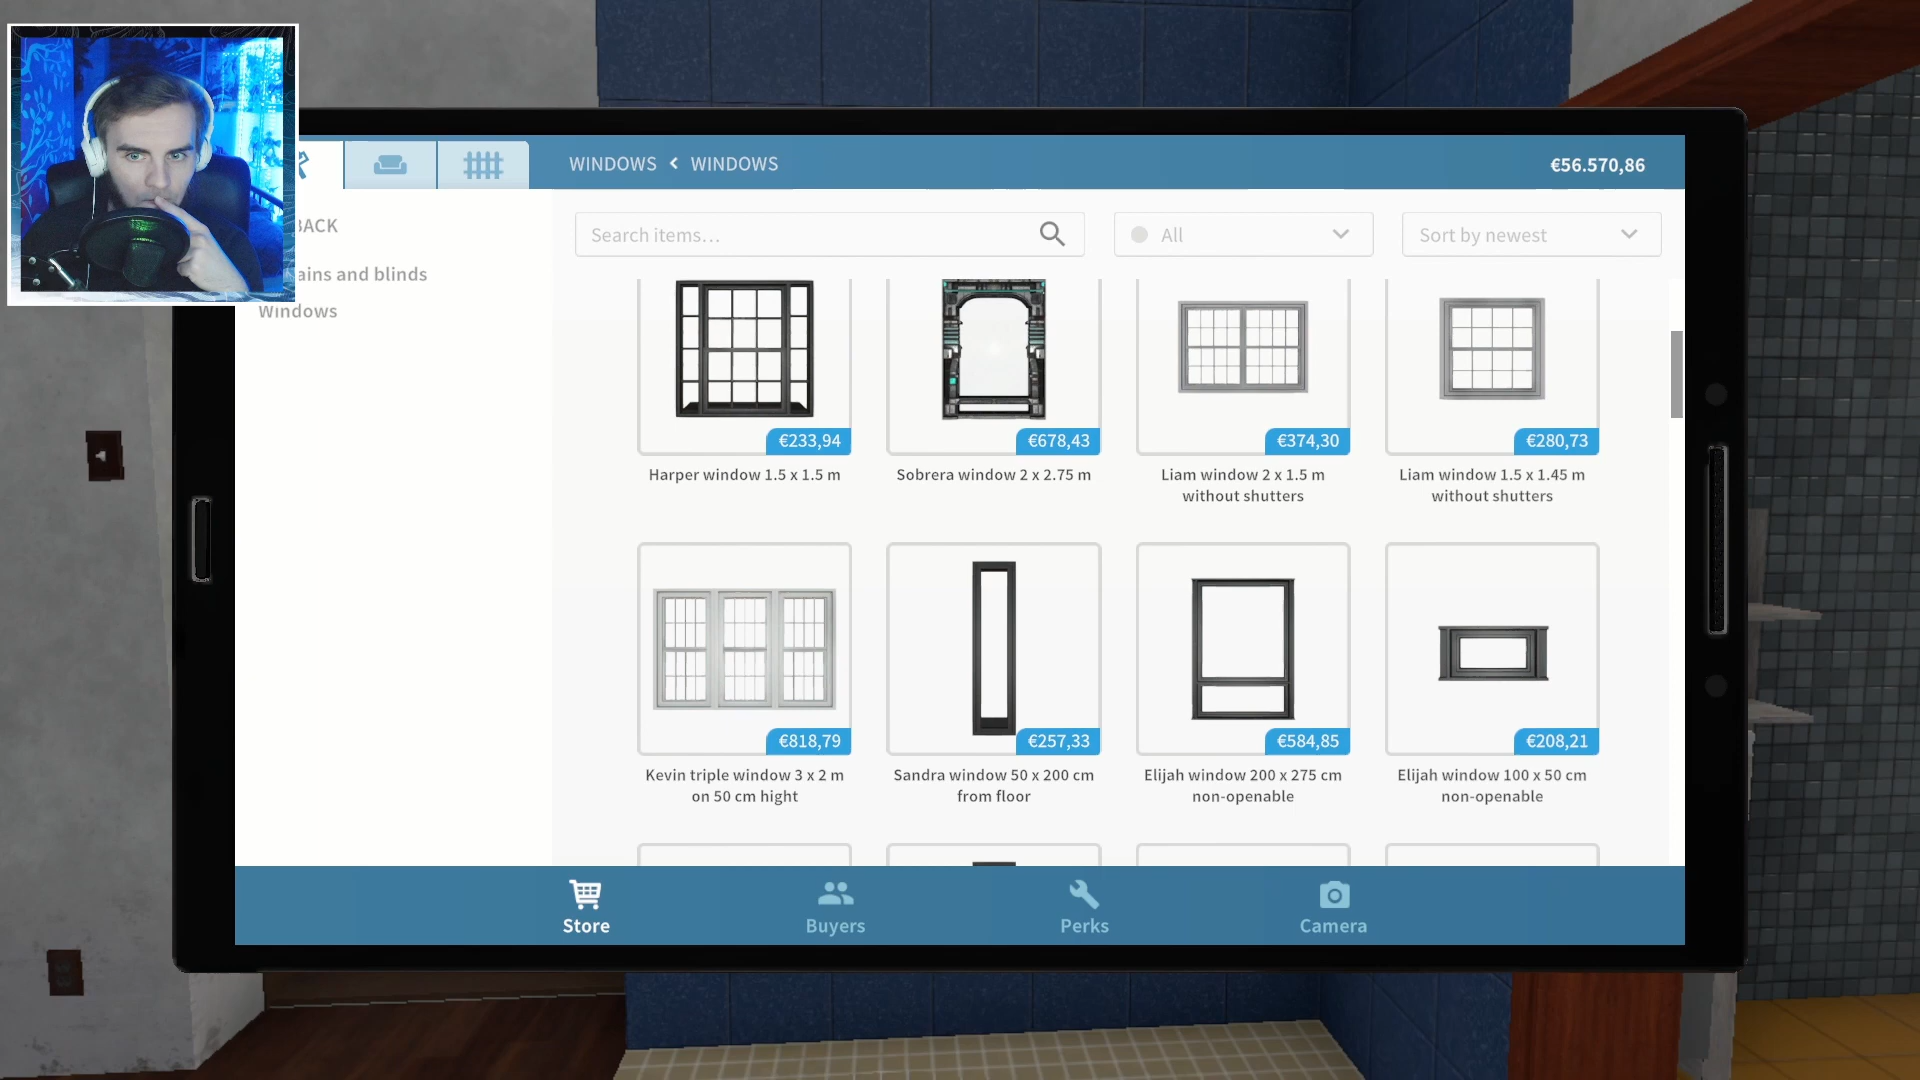 WINDOWS < WINDOWS
€56.570,86
BACK
Search items...
All
Sort by newest
ains and blinds
Windows
€233,94
€678,43
€374,30
€280,73
Harper window 1.5 x 1.5 m
Sobrera window 2 x 2.75 m
Liam window 2 x 1.5 m
without shutters
Liam window 1.5 x 1.45 m
without shutters
€818,79
€257,33
€584,85
€208,21
Kevin triple window 3 x 2 m
on 50 cm hight
Sandra window 50 x 200 cm
from floor
Elijah window 200 x 275 cm
non-openable
Elijah window 100 x 50 cm
non-openable
Store
Buyers
Perks
Camera